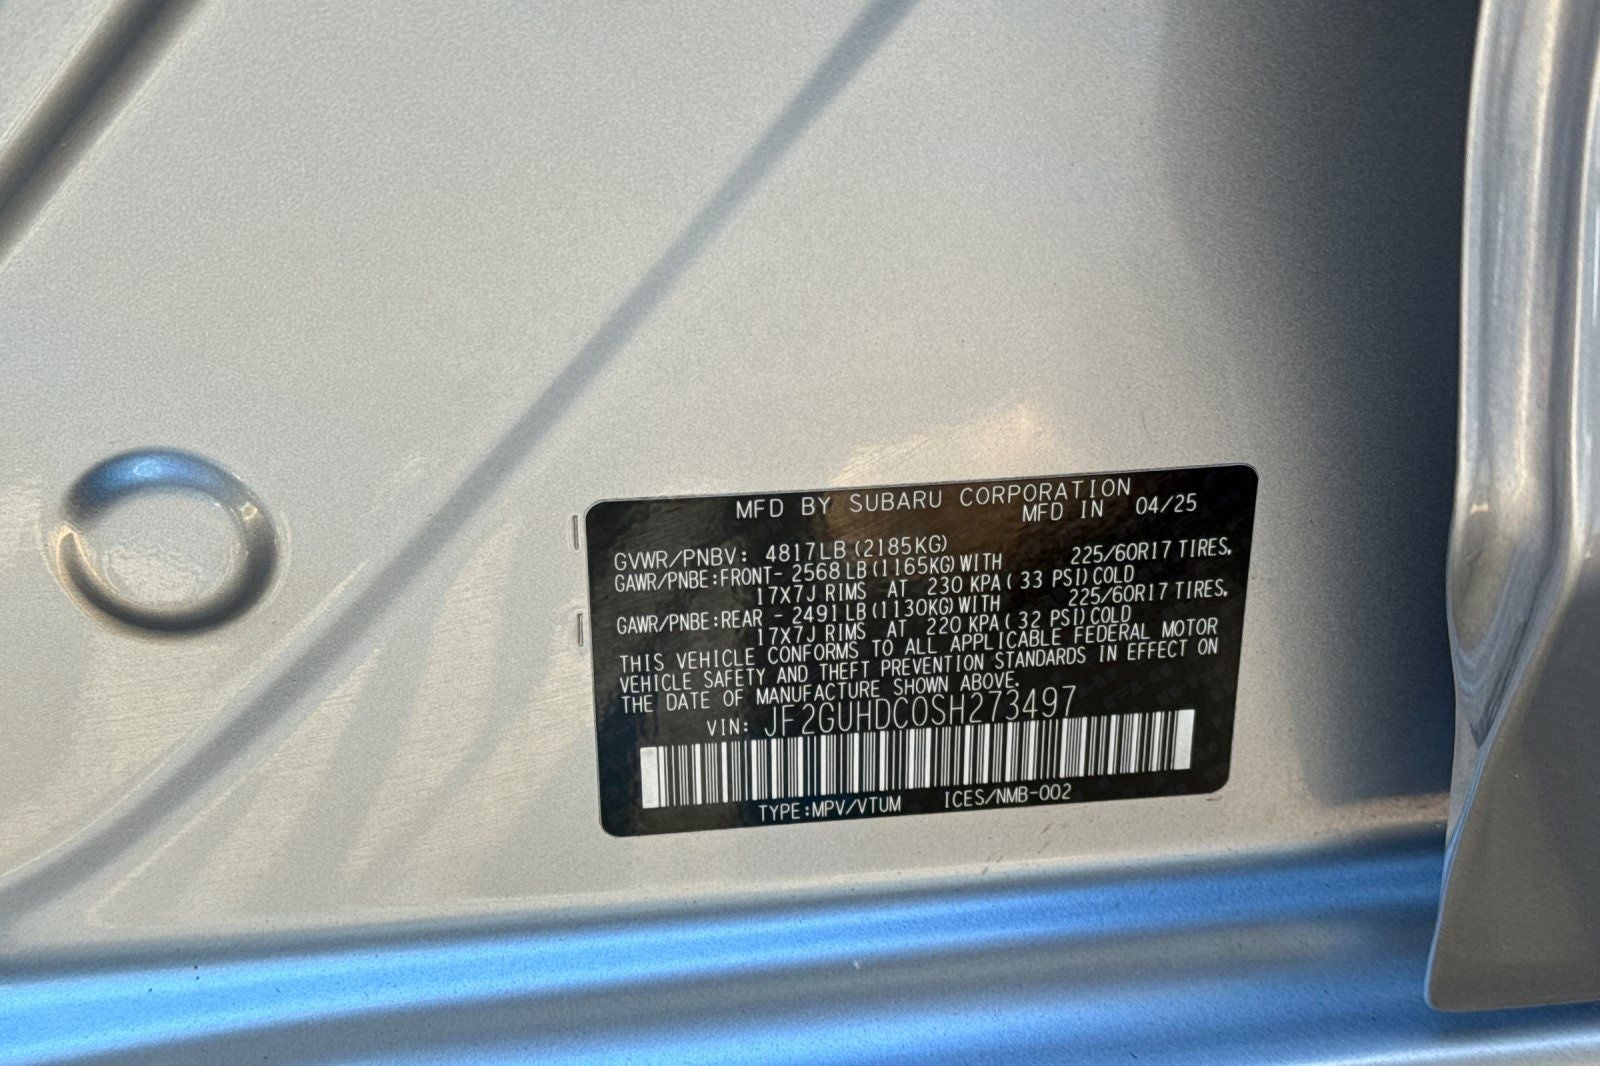 MFD BY SUBARU CORPORATION
MFD IN 04/25
GVWR/PNBV: 4817LB (2185KG)
GAWR/PNBE:FRONT- 2568 LB (1165KG) WITH 225/60R17 TIRES,
17X7J RIMS AT 230 KPA ( 33 PSI) COLD
GAWR/PNBE:REAR - 2491 LB (1130KG) WITH 225/60R17 TIRES,
17X7J RIMS AT 220 KPA ( 32 PSI) COLD
THIS VEHICLE CONFORMS TO ALL APPLICABLE FEDERAL MOTOR
VEHICLE SAFETY AND THEFT PREVENTION STANDARDS IN EFFECT ON
THE DATE OF MANUFACTURE SHOWN ABOVE.
VIN: JF2GUHDC0SH273497
TYPE:MPV/VTUM ICES/NMB-002